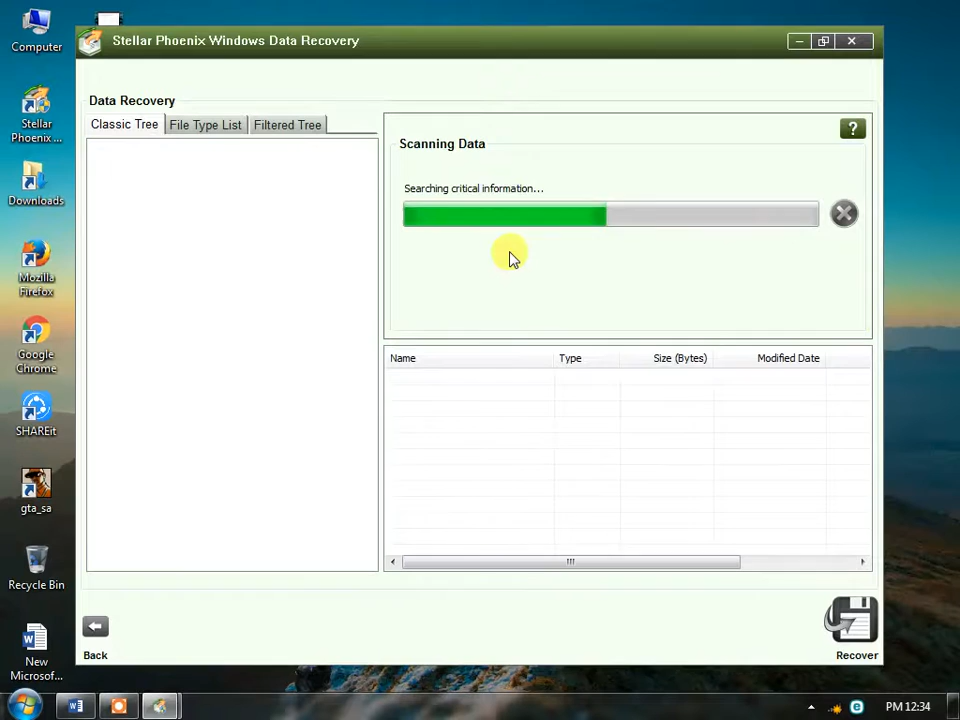 Computer
Stellar
Phoenix ...
Downloads
Mozilla
Firefox
Google
Chrome
SHAREit
gta_sa
Recycle Bin
New
Microsof...
Stellar Phoenix Windows Data Recovery
Data Recovery
Classic Tree
File Type List
Filtered Tree
Scanning Data
?
Searching critical information...
Name
Type
Size (Bytes)
Modified Date
Back
Recover
PM 12:34